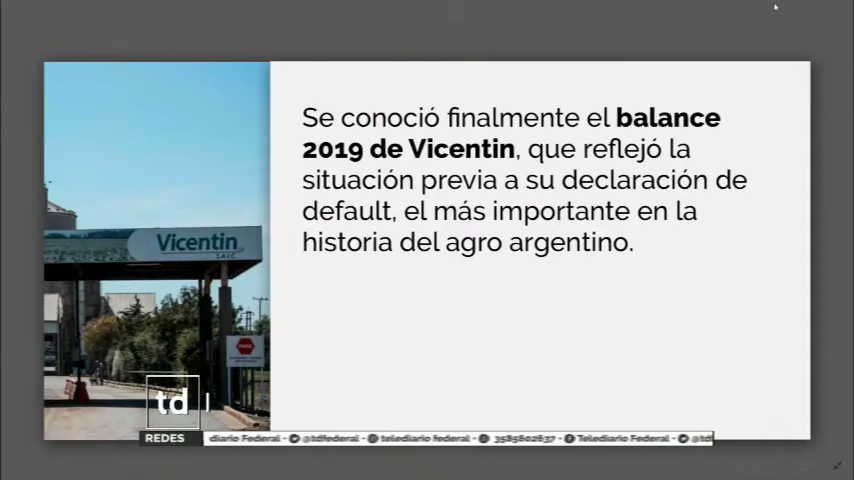 Se conoció finalmente el balance
2019 de Vicentin, que reflejó la
situación previa a su declaración de
default, el más importante en la
historia del agro argentino.
Vicentin
S.A.I.C.
PARE
td
REDES
diario Federal - @tdfederal - telediario federal - 3585602637 - Telediario Federal - @tdf